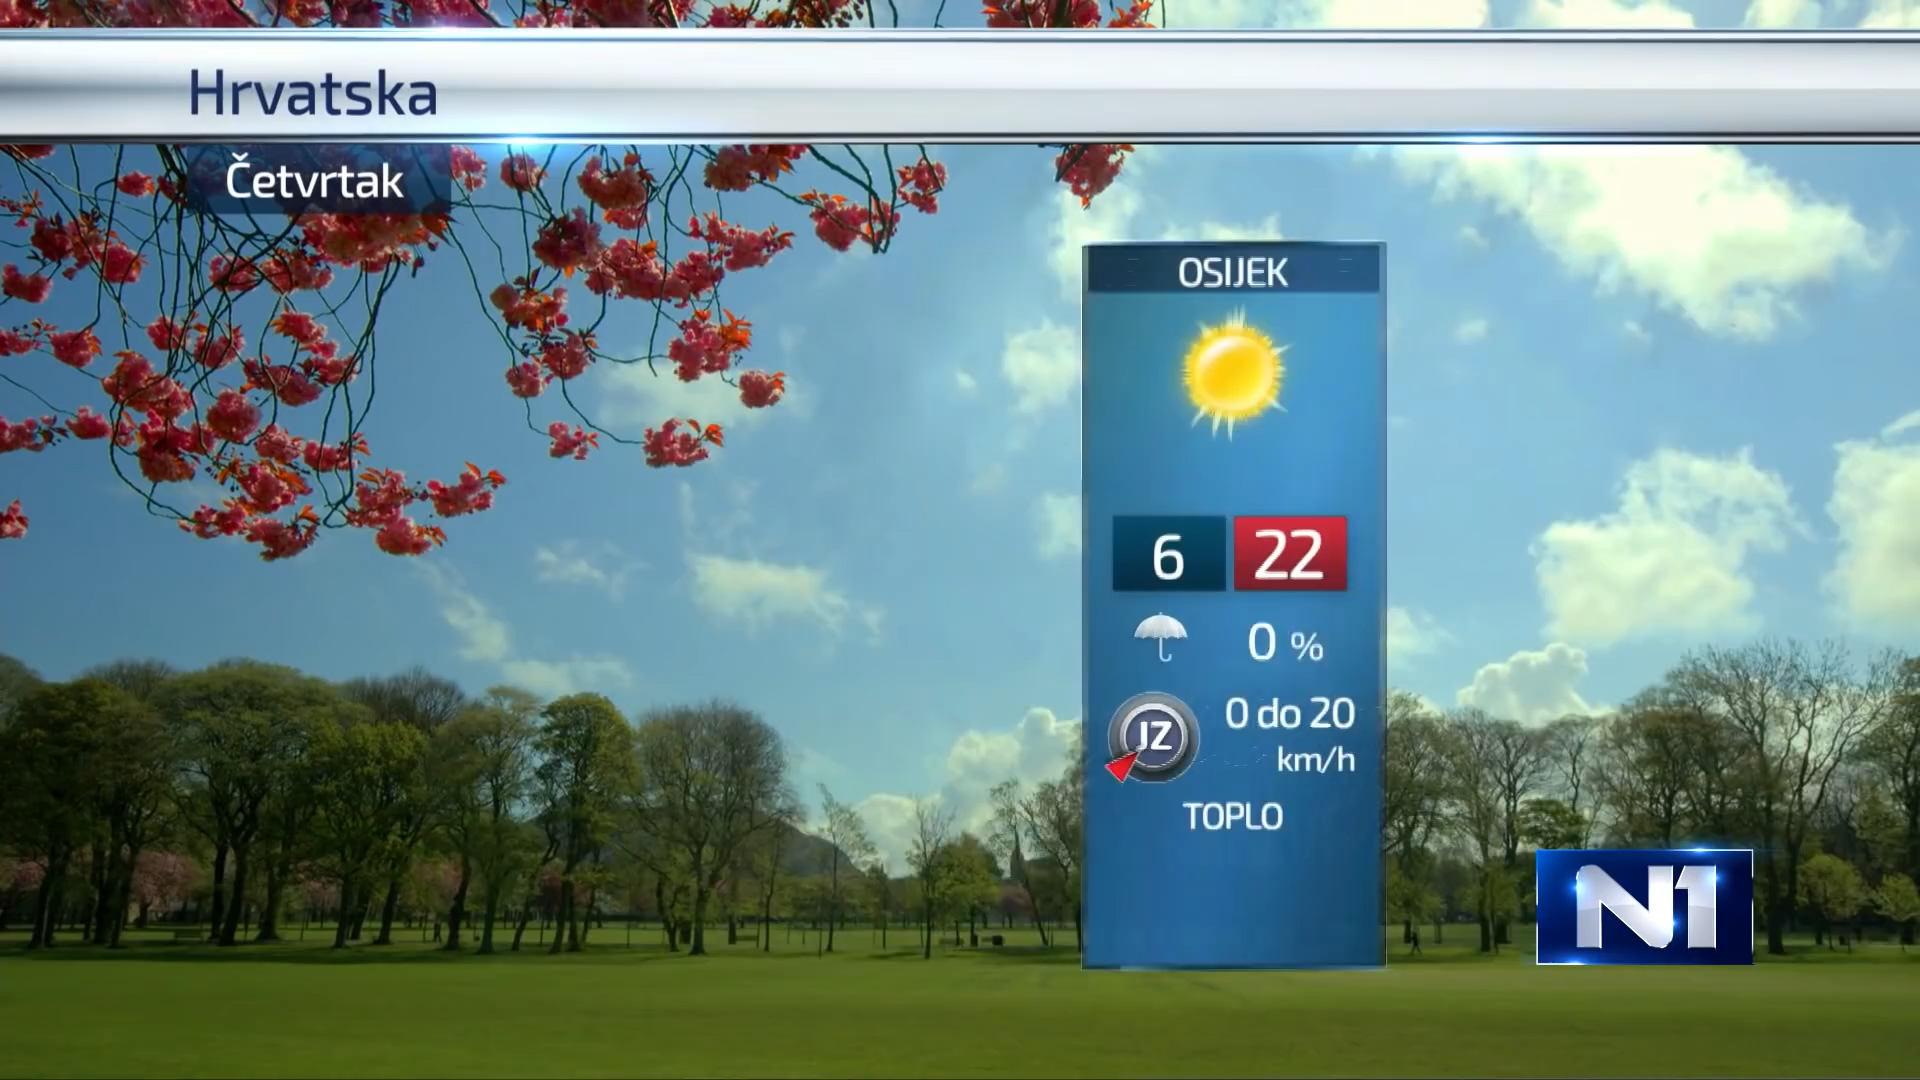 Hrvatska
Četvrtak
OSIJEK
6 22
0 %
JZ 0 do 20
km/h
TOPLO
N1